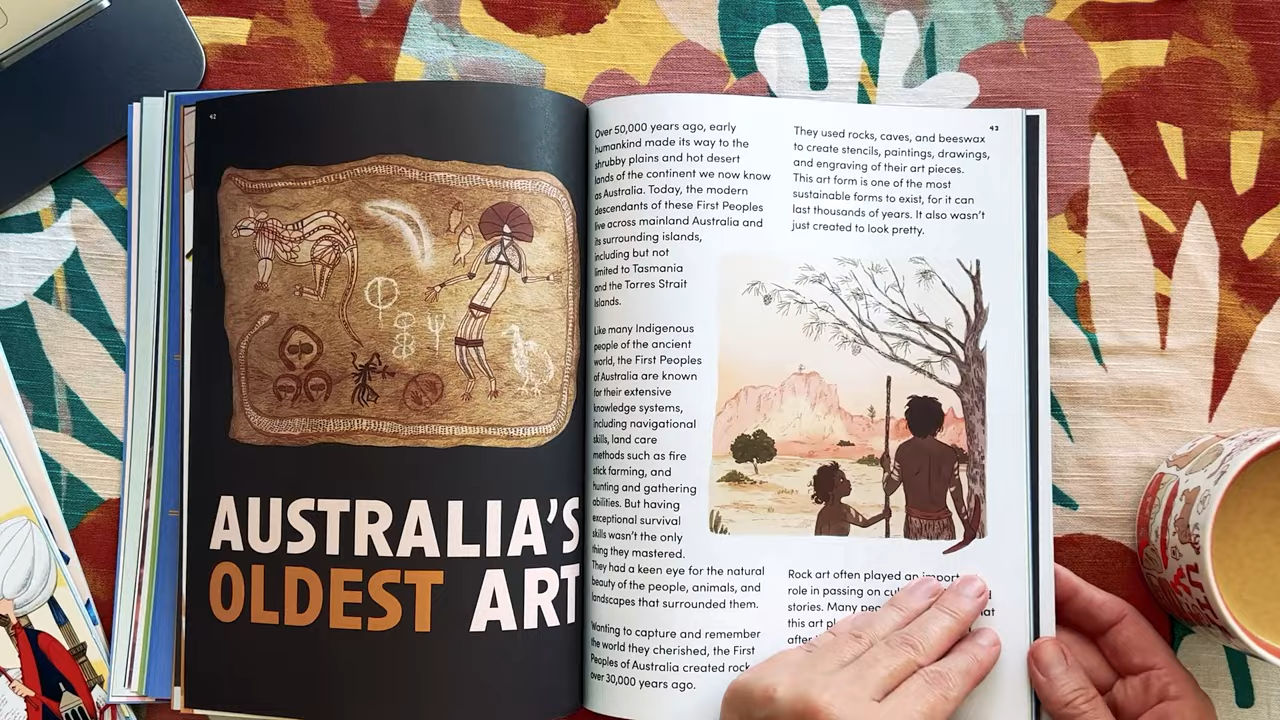 42
AUSTRALIA'S
OLDEST ART
Over 50,000 years ago, early
humankind made its way to the
shrubby plains and hot desert
lands of the continent we now know
as Australia. Today, the modern
descendants of these First Peoples
live across mainland Australia and
its surrounding islands,
including but not
limited to Tasmania
and the Torres Strait
Islands.
Like many Indigenous
people of the ancient
world, the First Peoples
of Australia are known
for their extensive
knowledge systems,
including navigational
skills, land care
methods such as fire
stick farming, and
hunting and gathering
abilities. But having
exceptional survival
skills wasn't the only
thing they mastered.
They had a keen eye for the natural
beauty of the people, animals, and
landscapes that surrounded them.
Wanting to capture and remember
the world they cherished, the First
Peoples of Australia created rock
over 30,000 years ago.
43
They used rocks, caves, and beeswax
to create stencils, paintings, drawings,
and engraving of their art pieces.
This art form is one of the most
sustainable forms to exist, for it can
last thousands of years. It also wasn't
just created to look pretty.
Rock art often played an
role in passing on
stories. Many
this art
after